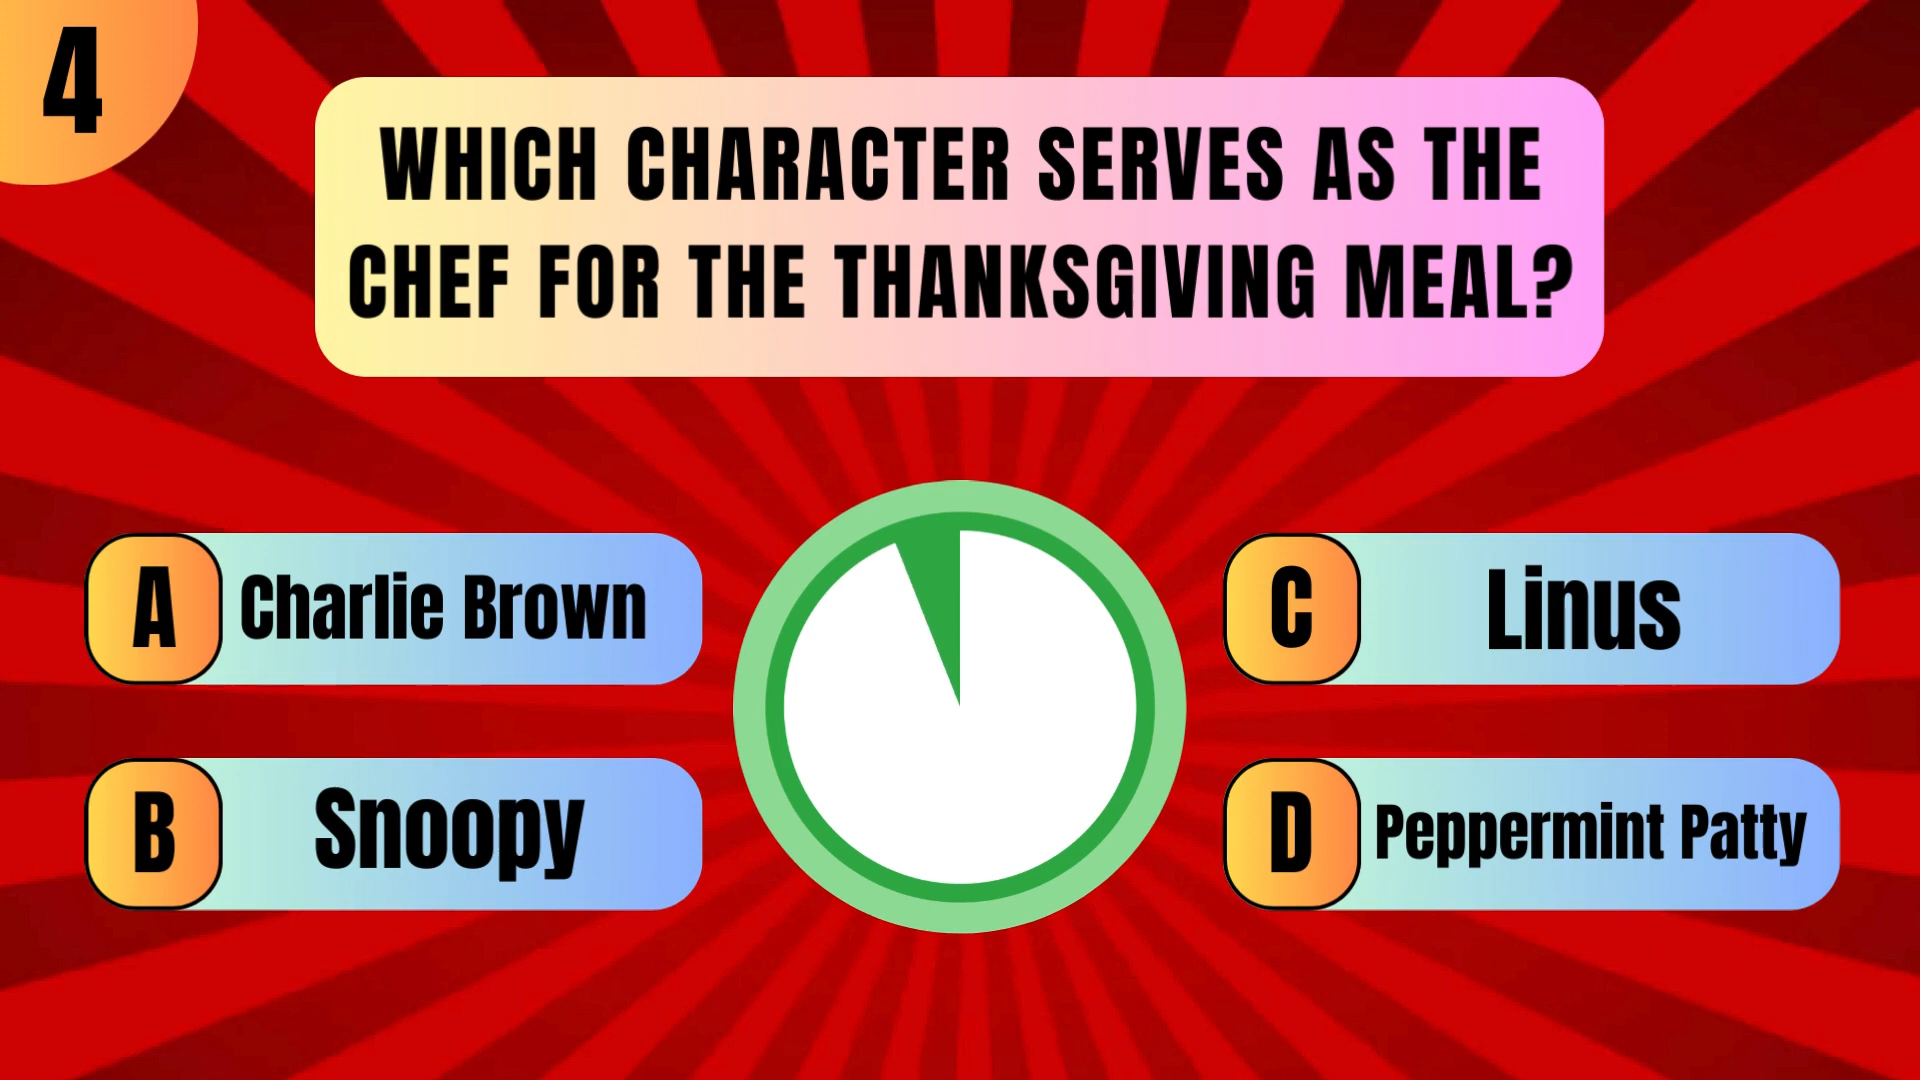 4
WHICH CHARACTER SERVES AS THE
CHEF FOR THE THANKSGIVING MEAL?
A Charlie Brown
B Snoopy
C Linus
D Peppermint Patty